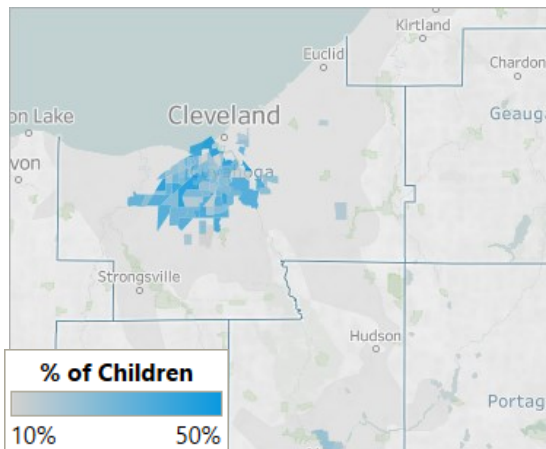 Kirtland
Euclid
Chardon
on Lake
Cleveland
Geauga
von
Strongsville
Hudson
% of Children
10% 50%
Portag